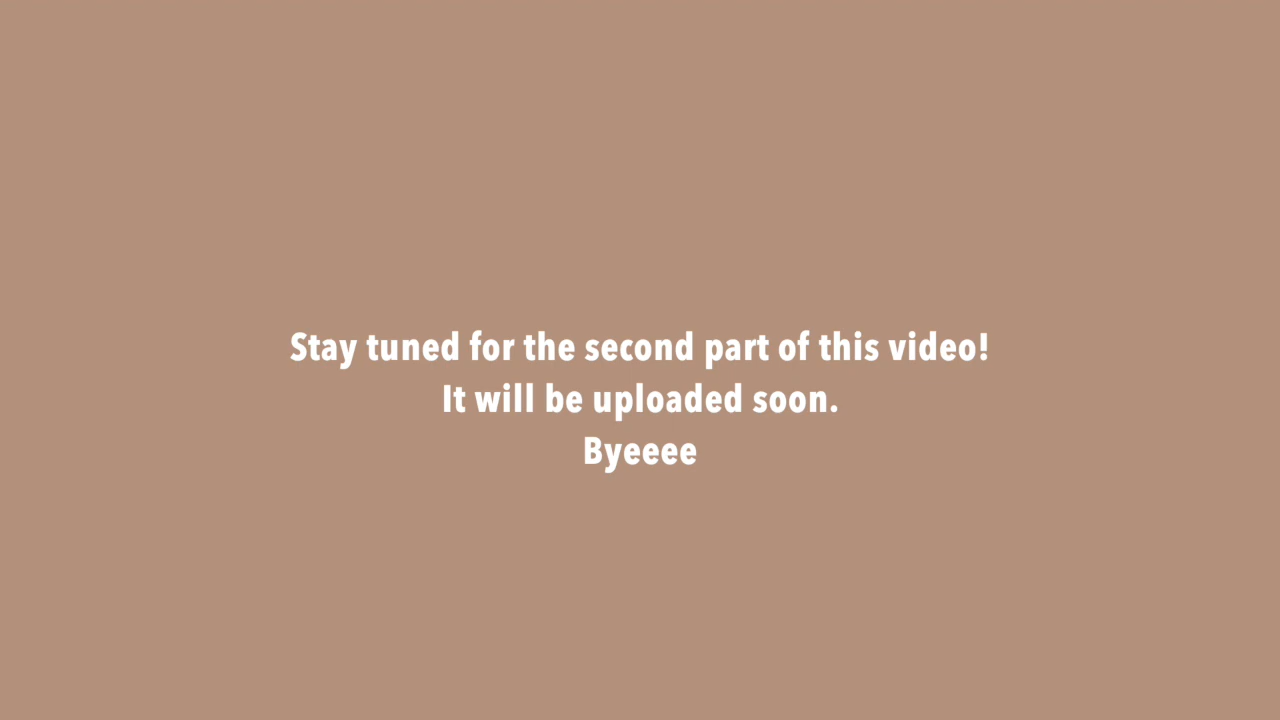 Stay tuned for the second part of this video!
It will be uploaded soon.
Byeeee